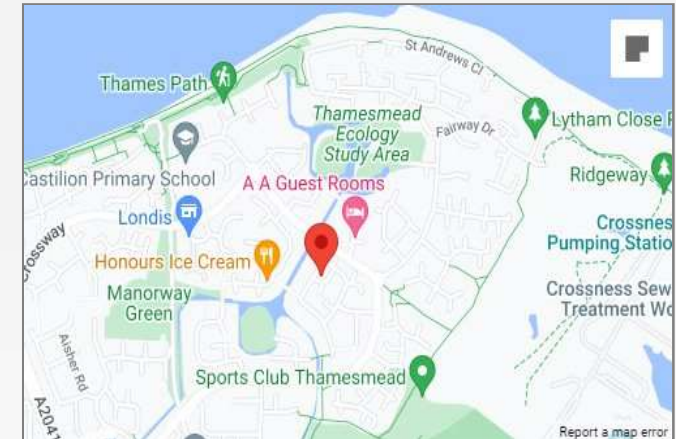 St Andrews Cl
Thames Path
Thamesmead
Ecology
Study Area
Fairway Dr
Lytham Close
Castilion Primary School
A A Guest Rooms
Ridgeway
Londis
Crossway
Honours Ice Cream
Manorway
Green
Crossnes
Pumping Statio
Crossness Sew
Treatment Wo
Aisher Rd
Sports Club Thamesmead
A2041
Report a map error